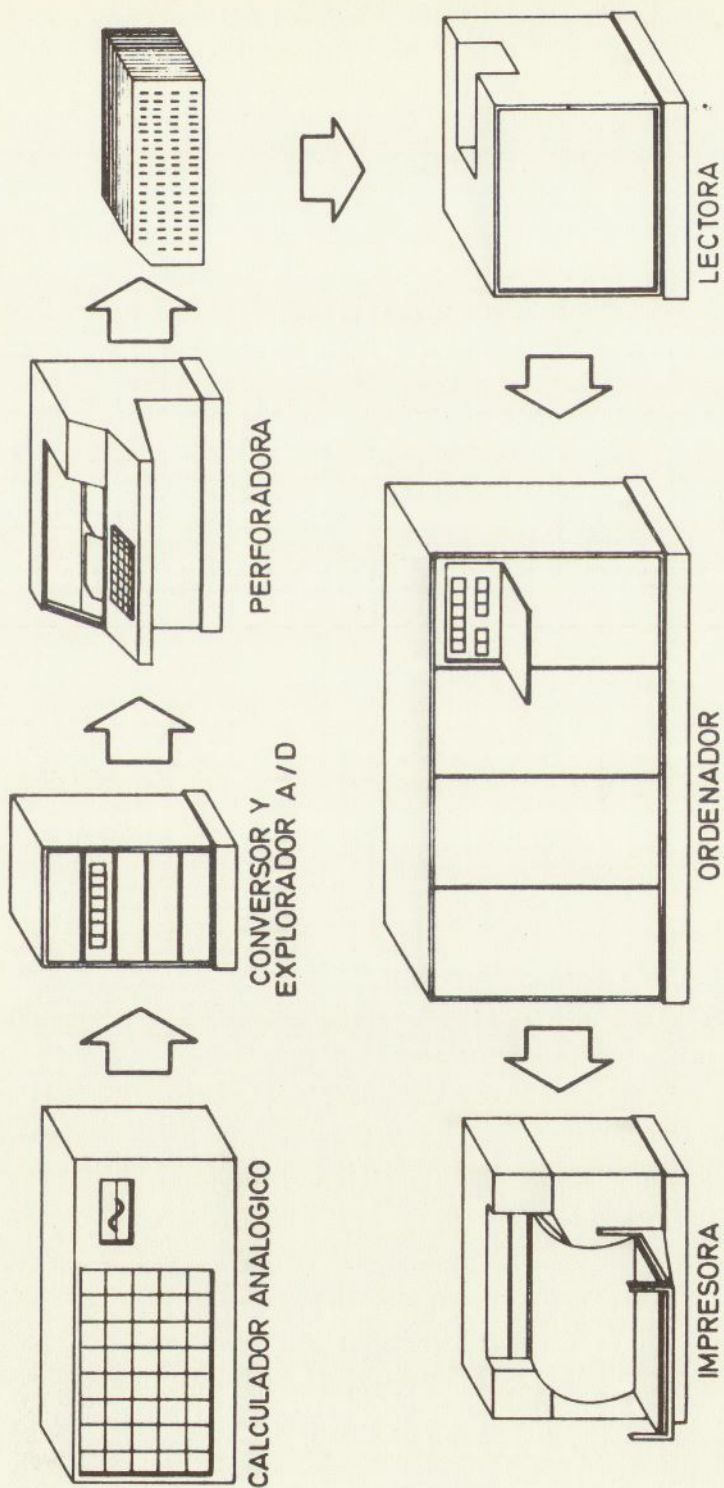 CALCULADOR ANALOGICO
CONVERSOR Y
EXPLORADOR A/D
PERFORADORA
LECTORA
ORDENADOR
IMPRESORA